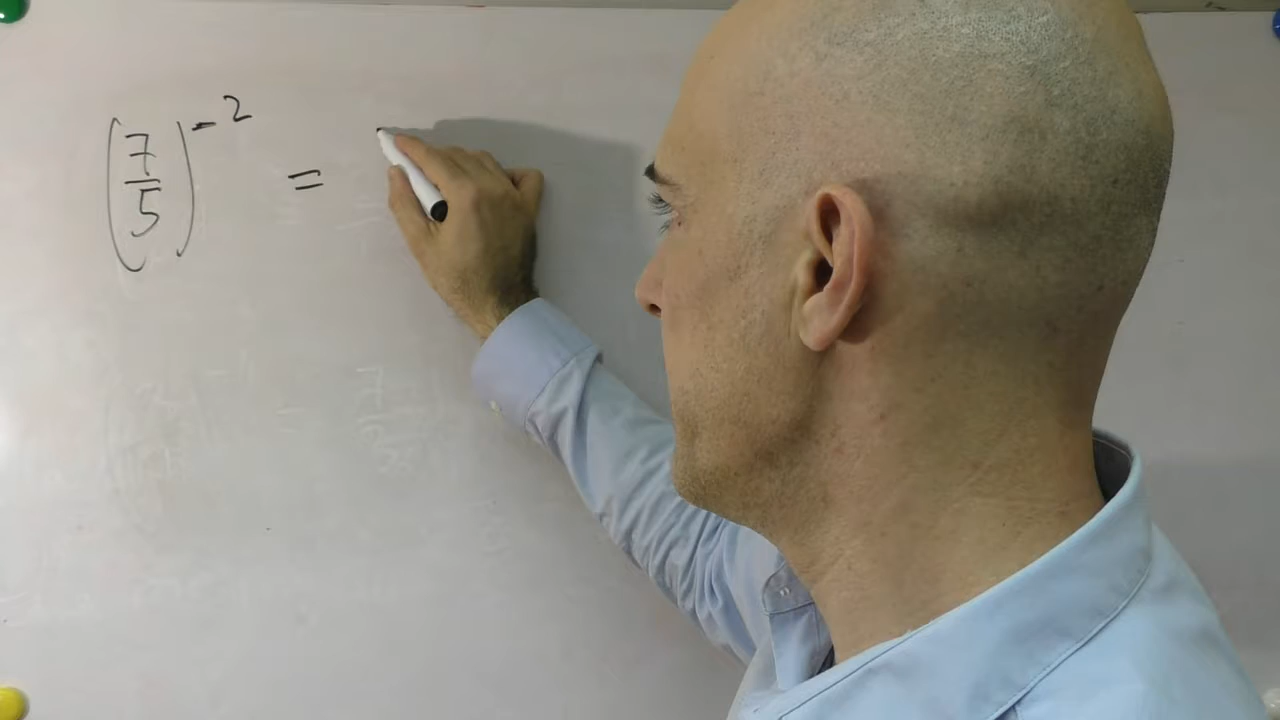 (7/5)^-2 =